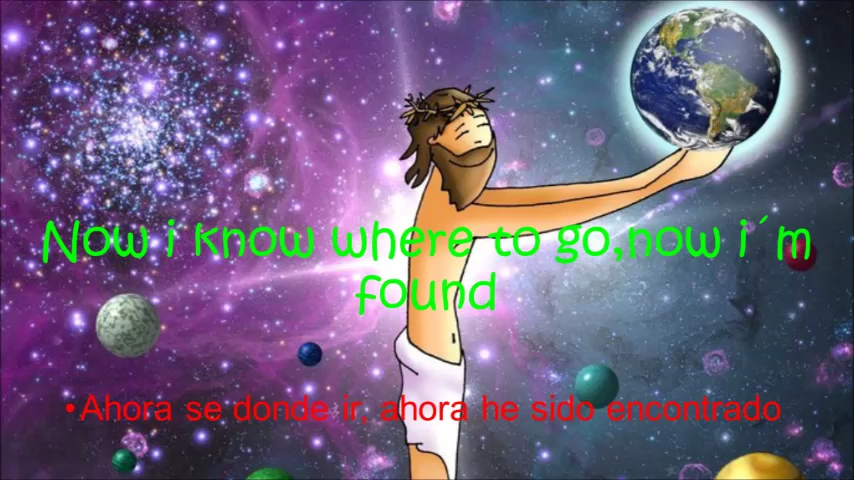 Now i know where to go,now i´m
found
•Ahora se donde ir, ahora he sido encontrado